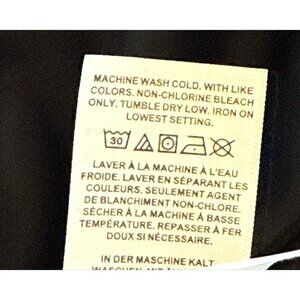 MACHINE WASH COLD, WITH LIKE
COLORS. NON-CHLORINE BLEACH
ONLY. TUMBLE DRY LOW. IRON ON
LOWEST SETTING.
30
LAVER À LA MACHINE À L'EAU
FROIDE. LAVER EN SÉPARANT LES
COULEURS. SEULEMENT AGENT
DE BLANCHIMENT NON-CHLORE.
SÉCHER À LA MACHINE À BASSE
TEMPÉRATURE. REPASSER À FER
DOUX SI NÉCESSAIRE.
IN DER MASCHINE KALT
WASCHEN. MIT